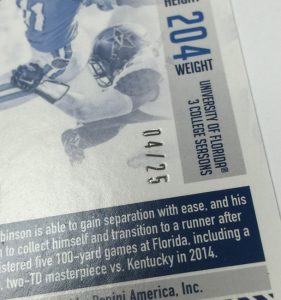 HEIGHT
204
WEIGHT
UNIVERSITY OF FLORIDA®
3 COLLEGE SEASONS
04/25
binson is able to gain separation with ease, and his
to collect himself and transition to a runner after
istered five 100-yard games at Florida, including a
, two-TD masterpiece vs. Kentucky in 2014.
Panini America, Inc.